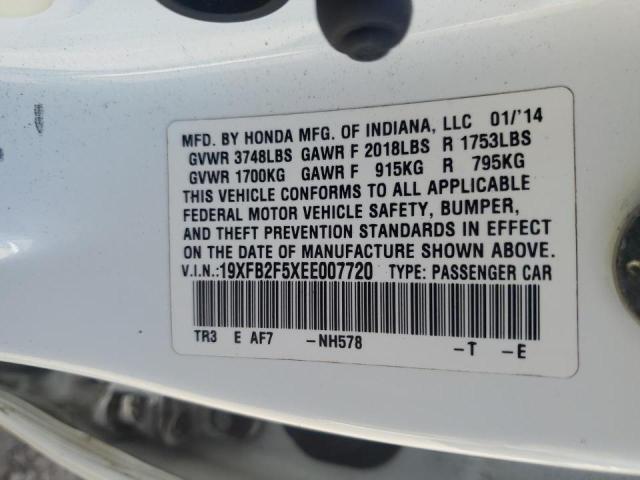 MFD. BY HONDA MFG. OF INDIANA, LLC 01/'14
GVWR 3748LBS GAWR F 2018LBS R 1753LBS
GVWR 1700KG GAWR F 915KG R 795KG
THIS VEHICLE CONFORMS TO ALL APPLICABLE
FEDERAL MOTOR VEHICLE SAFETY, BUMPER,
AND THEFT PREVENTION STANDARDS IN EFFECT
ON THE DATE OF MANUFACTURE SHOWN ABOVE.
V.I.N.:19XFB2F5XEE007720 TYPE: PASSENGER CAR
TR3 E AF7 -NH578 -T -E